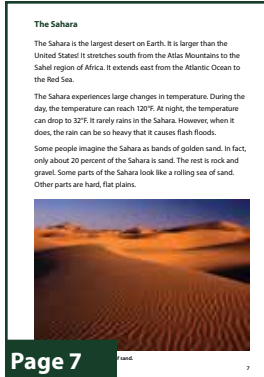 The Sahara
The Sahara is the largest desert on Earth. It is larger than the
United States! It stretches south from the Atlas Mountains to the
Sahel region of Africa. It extends east from the Atlantic Ocean to
the Red Sea.
The Sahara experiences large changes in temperature. During the
day, the temperature can reach 120°F. At night, the temperature
can drop to 32°F. It rarely rains in the Sahara. However, when it
does, the rain can be so heavy that it causes flash floods.
Some people imagine the Sahara as bands of golden sand. In fact,
only about 20 percent of the Sahara is sand. The rest is rock and
gravel. Some parts of the Sahara look like a rolling sea of sand.
Other parts are hard, flat plains.
of sand.
Page 7
7